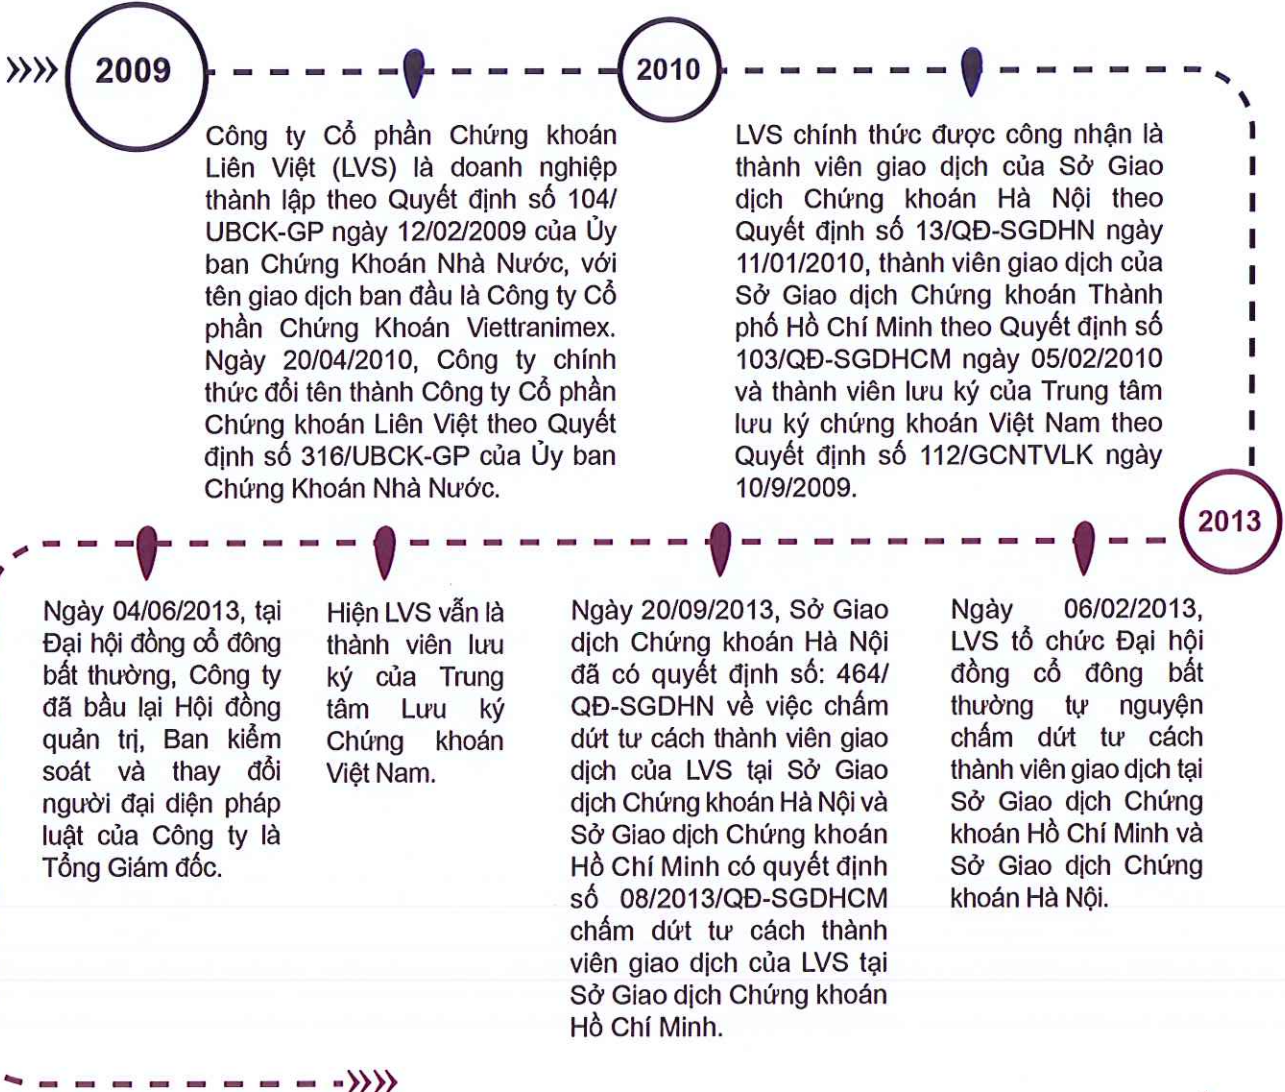 2009
Công ty Cổ phần Chứng khoán
Liên Việt (LVS) là doanh nghiệp
thành lập theo Quyết định số 104/
UBCK-GP ngày 12/02/2009 của Ủy
ban Chứng Khoán Nhà Nước, với
tên giao dịch ban đầu là Công ty Cổ
phần Chứng Khoán Viettranimex.
Ngày 20/04/2010, Công ty chính
thức đổi tên thành Công ty Cổ phần
Chứng khoán Liên Việt theo Quyết
định số 316/UBCK-GP của Ủy ban
Chứng Khoán Nhà Nước.
2010
LVS chính thức được công nhận là
thành viên giao dịch của Sở Giao
dịch Chứng khoán Hà Nội theo
Quyết định số 13/QĐ-SGDHN ngày
11/01/2010, thành viên giao dịch của
Sở Giao dịch Chứng khoán Thành
phố Hồ Chí Minh theo Quyết định số
103/QĐ-SGDHCM ngày 05/02/2010
và thành viên lưu ký của Trung tâm
lưu ký chứng khoán Việt Nam theo
Quyết định số 112/GCNTVLK ngày
10/9/2009.
2013
Ngày 06/02/2013,
LVS tổ chức Đại hội
đồng cổ đông bất
thường tự nguyện
chấm dứt tư cách
thành viên giao dịch tại
Sở Giao dịch Chứng
khoán Hồ Chí Minh và
Sở Giao dịch Chứng
khoán Hà Nội.
Ngày 20/09/2013, Sở Giao
dịch Chứng khoán Hà Nội
đã có quyết định số: 464/
QĐ-SGDHN về việc chấm
dứt tư cách thành viên giao
dịch của LVS tại Sở Giao
dịch Chứng khoán Hà Nội và
Sở Giao dịch Chứng khoán
Hồ Chí Minh có quyết định
số 08/2013/QĐ-SGDHCM
chấm dứt tư cách thành
viên giao dịch của LVS tại
Sở Giao dịch Chứng khoán
Hồ Chí Minh.
Hiện LVS vẫn là
thành viên lưu
ký của Trung
tâm Lưu ký
Chứng khoán
Việt Nam.
Ngày 04/06/2013, tại
Đại hội đồng cổ đông
bất thường, Công ty
đã bầu lại Hội đồng
quản trị, Ban kiểm
soát và thay đổi
người đại diện pháp
luật của Công ty là
Tổng Giám đốc.